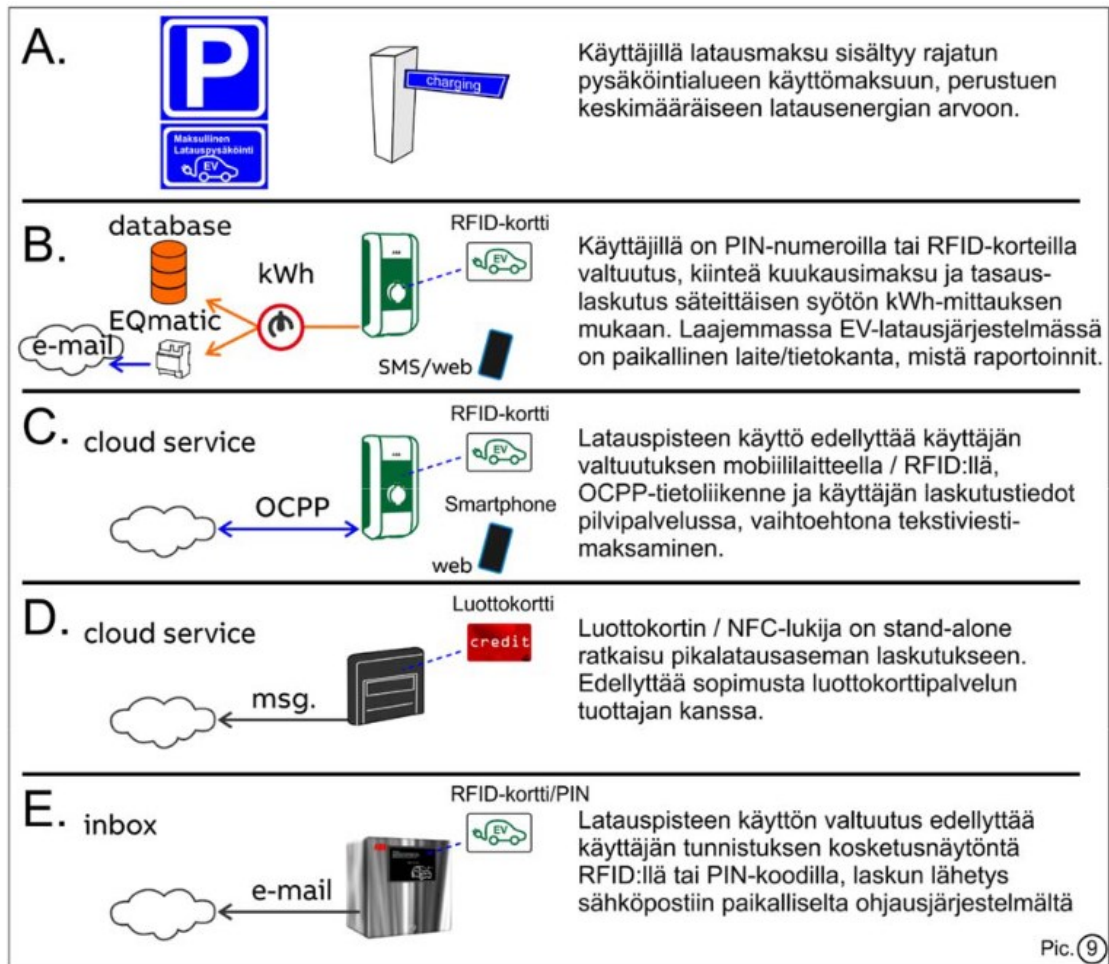 A.
P
Maksullinen
Latauspysäköinti
EV
charging
Käyttäjillä latausmaksu sisältyy rajatun
pysäköintialueen käyttömaksuun, perustuen
keskimääräiseen latausenergian arvoon.
B.
database
kWh
EQmatic
e-mail
RFID-kortti
EV
SMS/web
Käyttäjillä on PIN-numeroilla tai RFID-korteilla
valtuutus, kiinteä kuukausimaksu ja tasaus-
laskutus säteittäisen syötön kWh-mittauksen
mukaan. Laajemmassa EV-latausjärjestelmässä
on paikallinen laite/tietokanta, mistä raportoinnit.
C.
cloud service
OCPP
RFID-kortti
EV
Smartphone
web
Latauspisteen käyttö edellyttää käyttäjän
valtuutuksen mobiililaitteella / RFID:llä,
OCPP-tietoliikenne ja käyttäjän laskutustiedot
pilvipalvelussa, vaihtoehtona tekstiviesti-
maksaminen.
D.
cloud service
msg.
Luottokortti
credit
Luottokortin / NFC-lukija on stand-alone
ratkaisu pikalatausaseman laskutukseen.
Edellyttää sopimusta luottokorttipalvelun
tuottajan kanssa.
E.
inbox
e-mail
RFID-kortti/PIN
EV
Latauspisteen käyttön valtuutus edellyttää
käyttäjän tunnistuksen kosketusnäytöntä
RFID:llä tai PIN-koodilla, laskun lähetys
sähköpostiin paikalliselta ohjausjärjestelmältä
Pic. 9